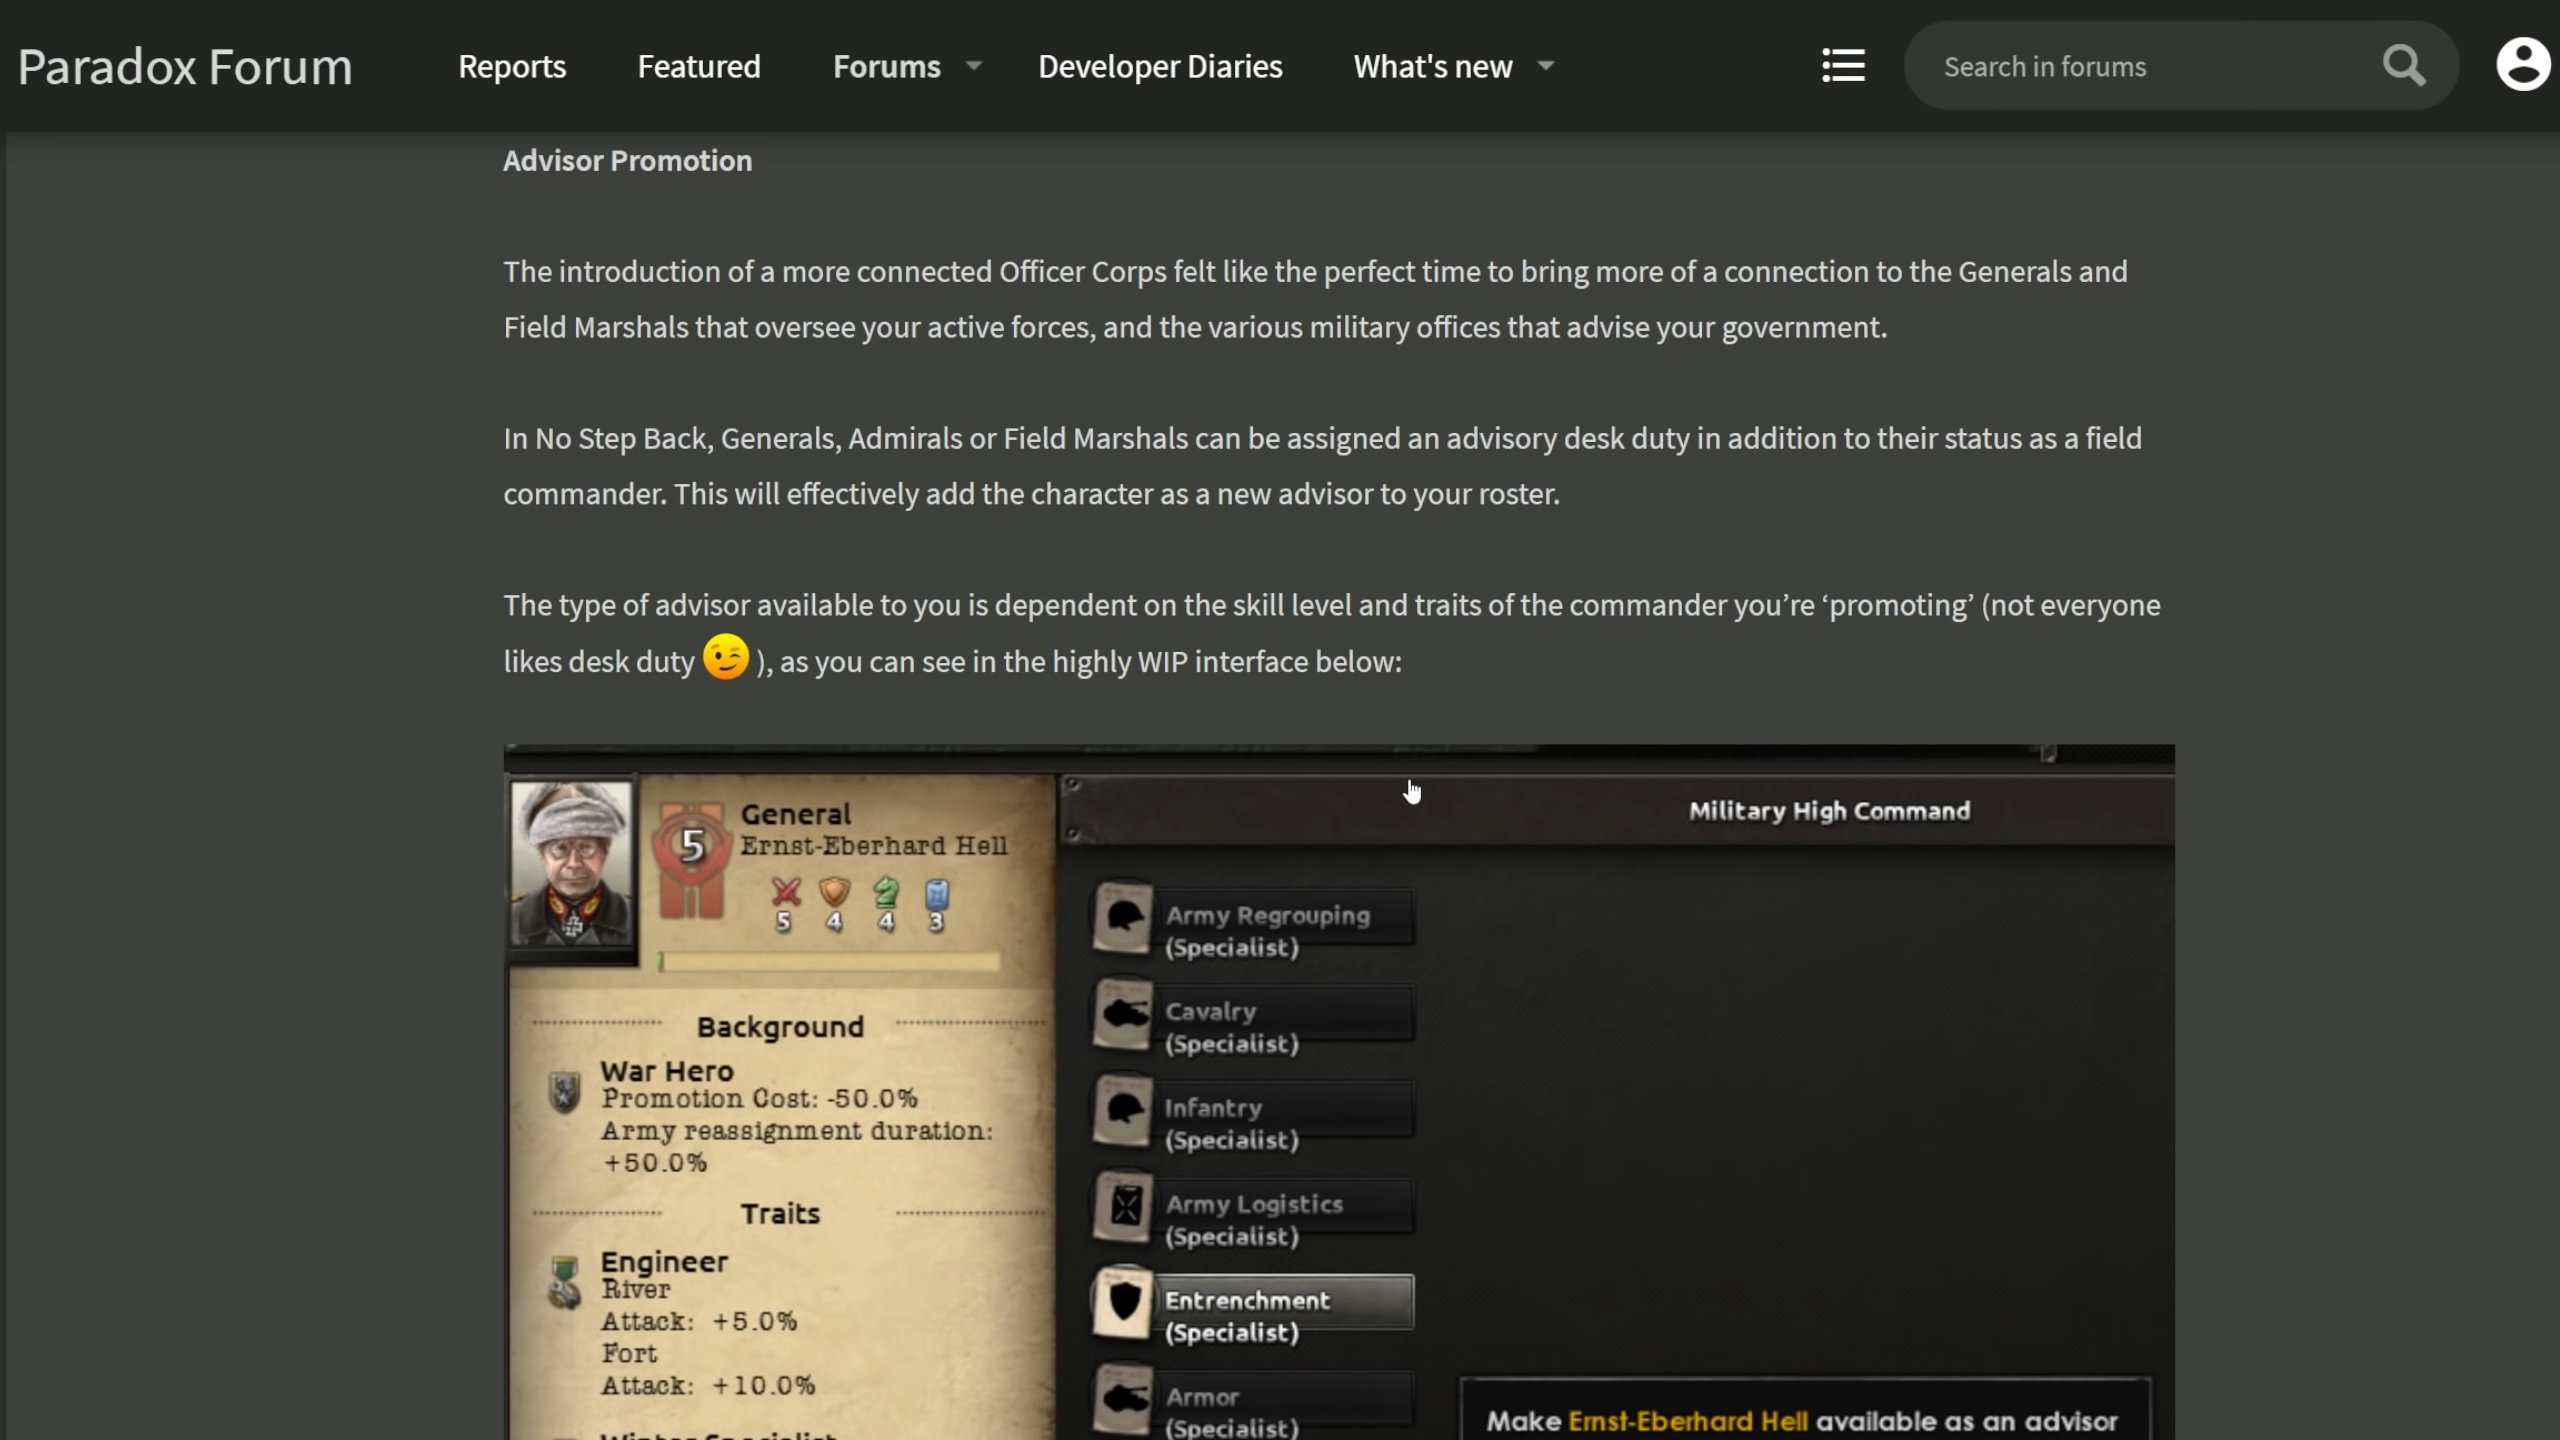 Paradox Forum
Reports
Featured
Forums
Developer Diaries
What's new
Search in forums
Advisor Promotion
The introduction of a more connected Officer Corps felt like the perfect time to bring more of a connection to the Generals and
Field Marshals that oversee your active forces, and the various military offices that advise your government.
In No Step Back, Generals, Admirals or Field Marshals can be assigned an advisory desk duty in addition to their status as a field
commander. This will effectively add the character as a new advisor to your roster.
The type of advisor available to you is dependent on the skill level and traits of the commander you’re ‘promoting’ (not everyone
likes desk duty 😉 ), as you can see in the highly WIP interface below:
5
General
Ernst-Eberhard Hell
5 4 4 3
Background
War Hero
Promotion Cost: -50.0%
Army reassignment duration:
+50.0%
Traits
Engineer
River
Attack: +5.0%
Fort
Attack: +10.0%
Winter Specialist
Military High Command
Army Regrouping
(Specialist)
Cavalry
(Specialist)
Infantry
(Specialist)
Army Logistics
(Specialist)
Entrenchment
(Specialist)
Armor
(Specialist)
Make Ernst-Eberhard Hell available as an advisor